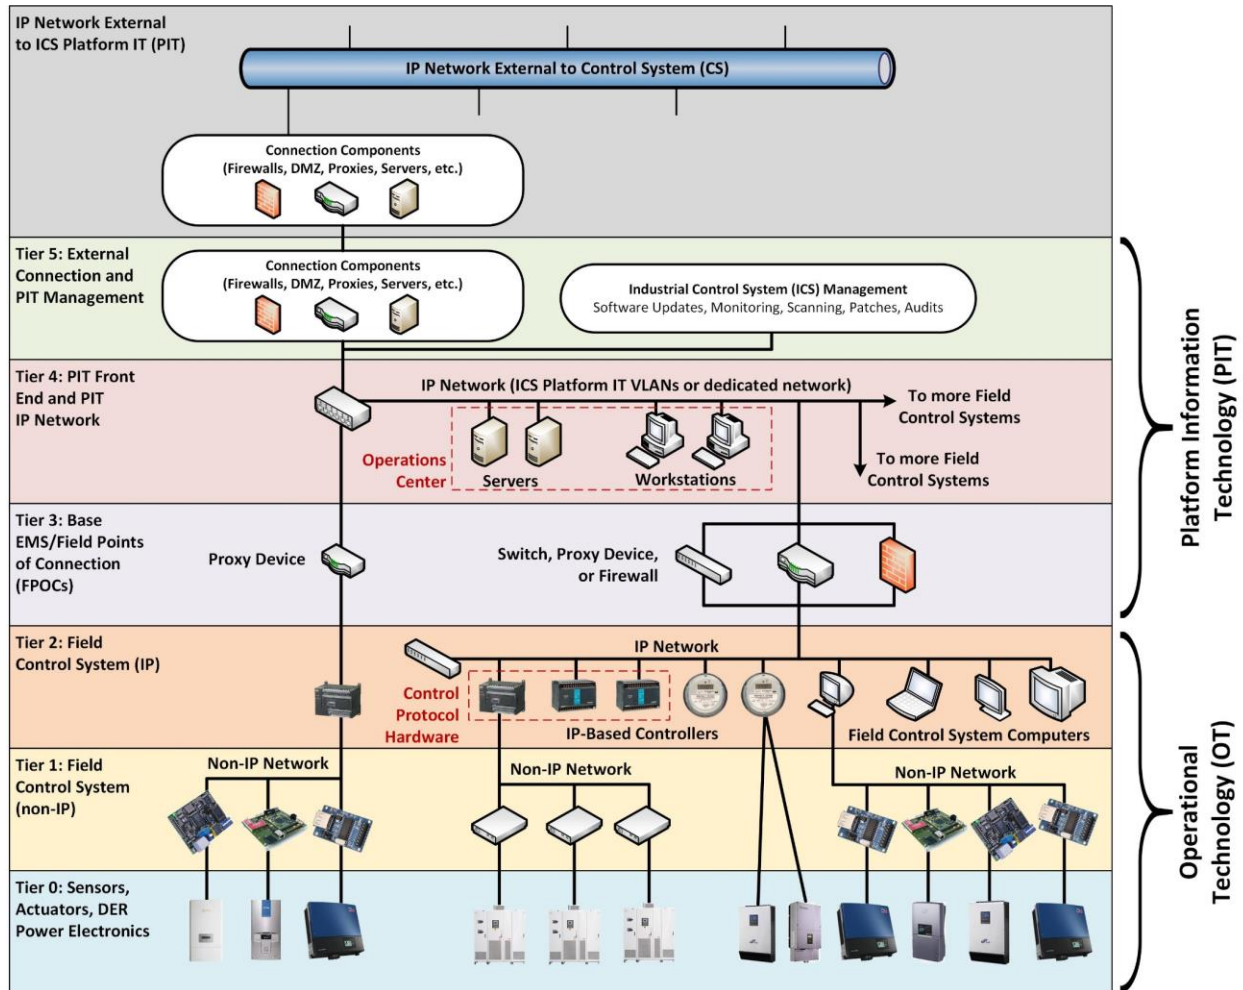 IP Network External
to ICS Platform IT (PIT)
IP Network External to Control System (CS)
Connection Components
(Firewalls, DMZ, Proxies, Servers, etc.)
Tier 5: External
Connection and
PIT Management
Connection Components
(Firewalls, DMZ, Proxies, Servers, etc.)
Industrial Control System (ICS) Management
Software Updates, Monitoring, Scanning, Patches, Audits
Tier 4: PIT Front
End and PIT
IP Network
IP Network (ICS Platform IT VLANs or dedicated network)
To more Field
Control Systems
Operations
Center
Servers
Workstations
To more Field
Control Systems
Platform Information
Technology (PIT)
Tier 3: Base
EMS/Field Points
of Connection
(FPOCs)
Proxy Device
Switch, Proxy Device,
or Firewall
Tier 2: Field
Control System (IP)
IP Network
Control
Protocol
Hardware
IP-Based Controllers
Field Control System Computers
Tier 1: Field
Control System
(non-IP)
Non-IP Network
Non-IP Network
Non-IP Network
Operational
Technology (OT)
Tier 0: Sensors,
Actuators, DER
Power Electronics